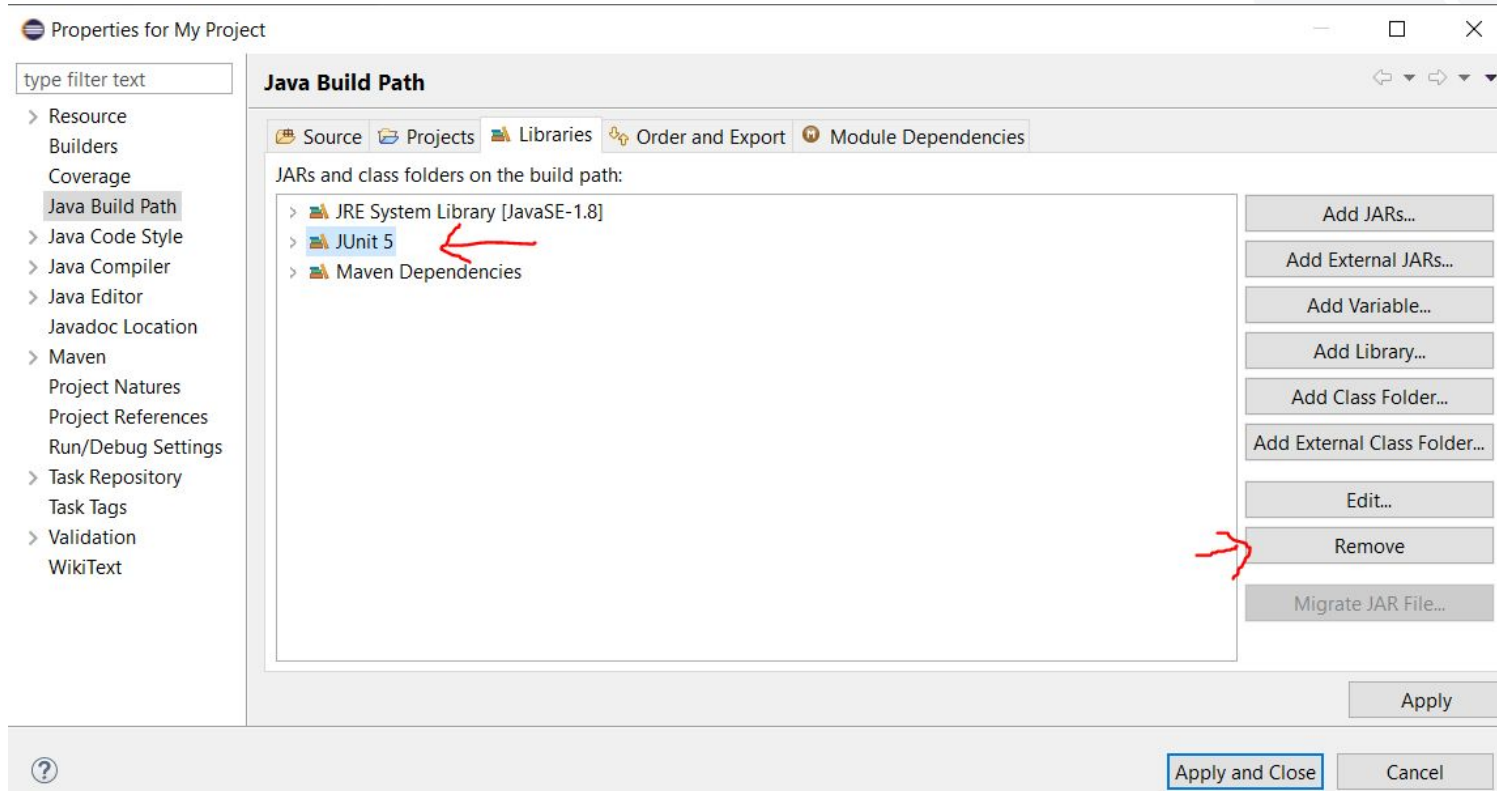 Properties for My Project
type filter text
Resource
Builders
Coverage
Java Build Path
Java Code Style
Java Compiler
Java Editor
Javadoc Location
Maven
Project Natures
Project References
Run/Debug Settings
Task Repository
Task Tags
Validation
WikiText
Java Build Path
Source Projects Libraries Order and Export Module Dependencies
JARs and class folders on the build path:
JRE System Library [JavaSE-1.8]
JUnit 5
Maven Dependencies
Add JARs...
Add External JARs...
Add Variable...
Add Library...
Add Class Folder...
Add External Class Folder...
Edit...
Remove
Migrate JAR File...
Apply
Apply and Close Cancel